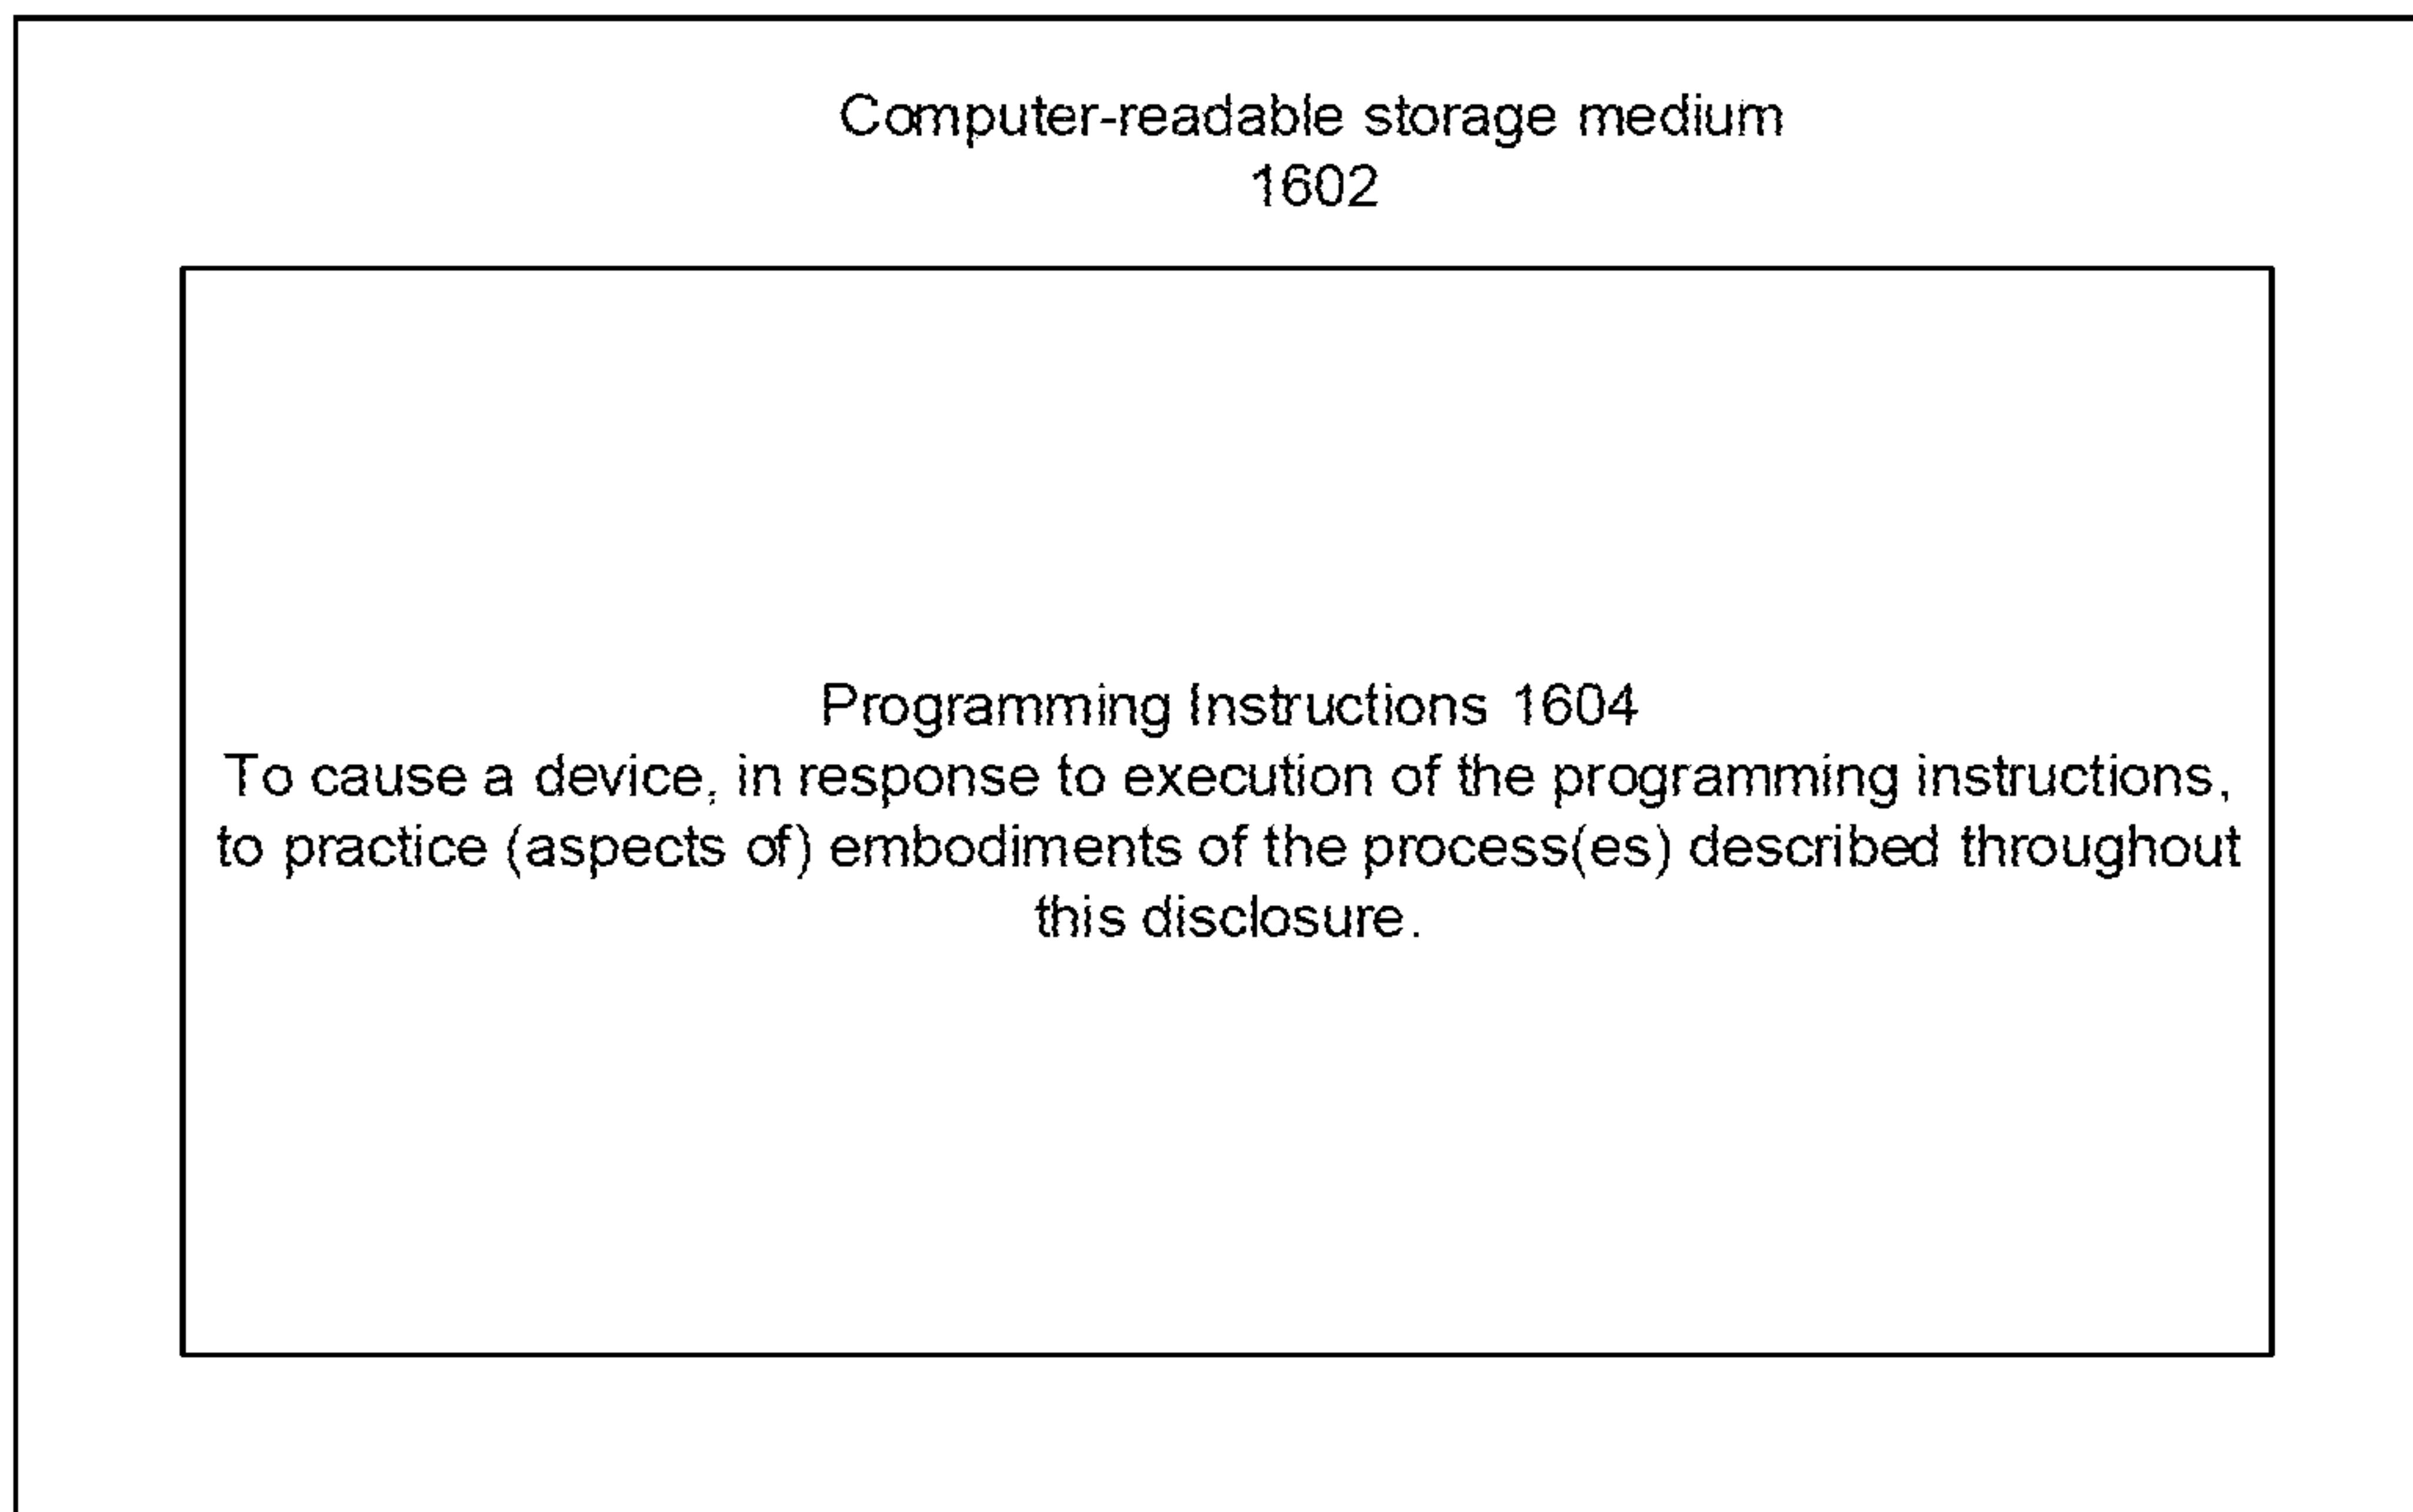 Computer-readable storage medium
1602
Programming Instructions 1604
To cause a device, in response to execution of the programming instructions,
to practice (aspects of) embodiments of the process(es) described throughout
this disclosure.